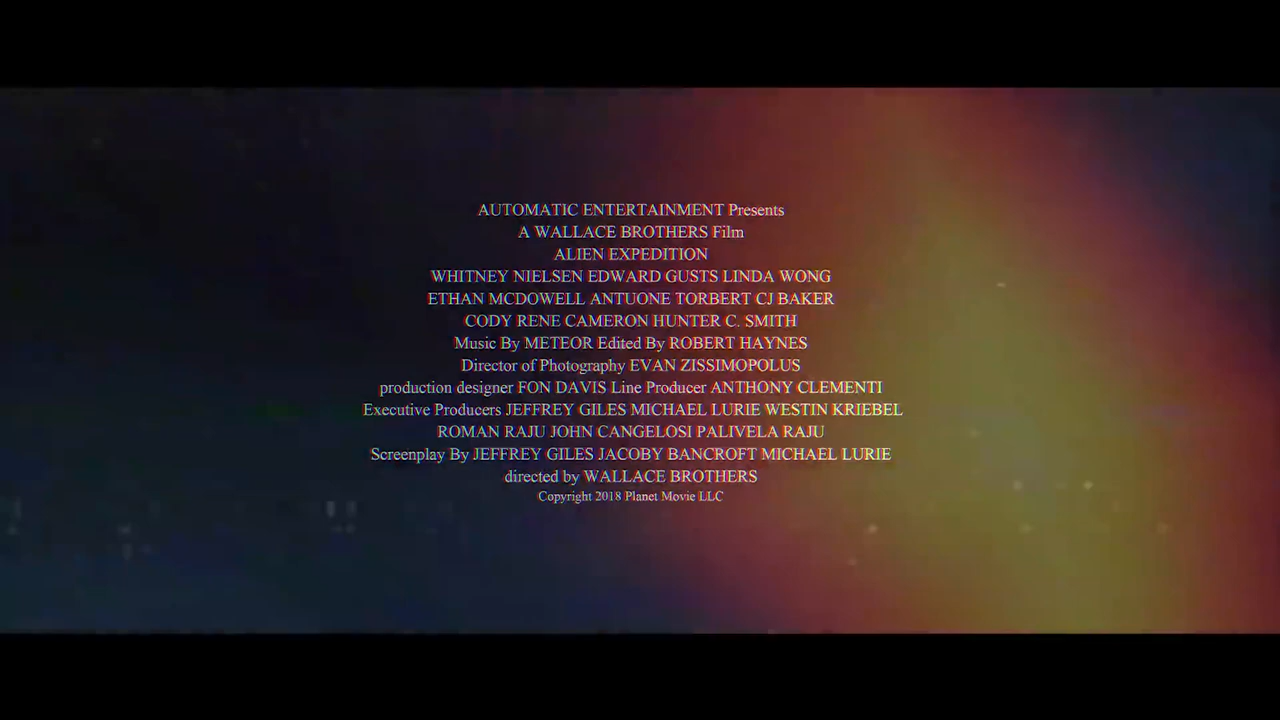 AUTOMATIC ENTERTAINMENT Presents
A WALLACE BROTHERS Film
ALIEN EXPEDITION
WHITNEY NIELSEN EDWARD GUSTS LINDA WONG
ETHAN MCDOWELL ANTUONE TORBERT CJ BAKER
CODY RENE CAMERON HUNTER C. SMITH
Music By METEOR Edited By ROBERT HAYNES
Director of Photography EVAN ZISSIMOPOLUS
production designer FON DAVIS Line Producer ANTHONY CLEMENTI
Executive Producers JEFFREY GILES MICHAEL LURIE WESTIN KRIEBEL
ROMAN RAJU JOHN CANGELOSI PALIVELA RAJU
Screenplay By JEFFREY GILES JACOBY BANCROFT MICHAEL LURIE
directed by WALLACE BROTHERS
Copyright 2018 Planet Movie LLC